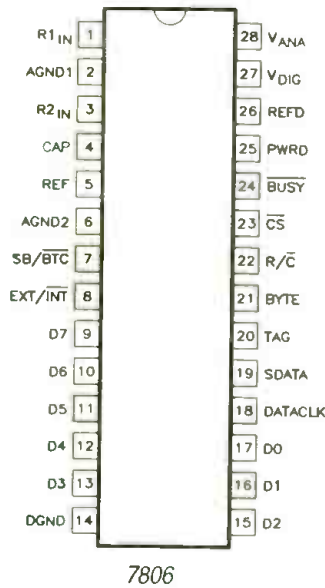 R1IN 1
AGND1 2
R2IN 3
CAP 4
REF 5
AGND2 6
SB/BTC 7
EXT/INT 8
D7 9
D6 10
D5 11
D4 12
D3 13
DGND 14
28 VANA
27 VDIG
26 REFD
25 PWRD
24 BUSY
23 CS
22 R/C
21 BYTE
20 TAG
19 SDATA
18 DATACLK
17 D0
16 D1
15 D2
7806